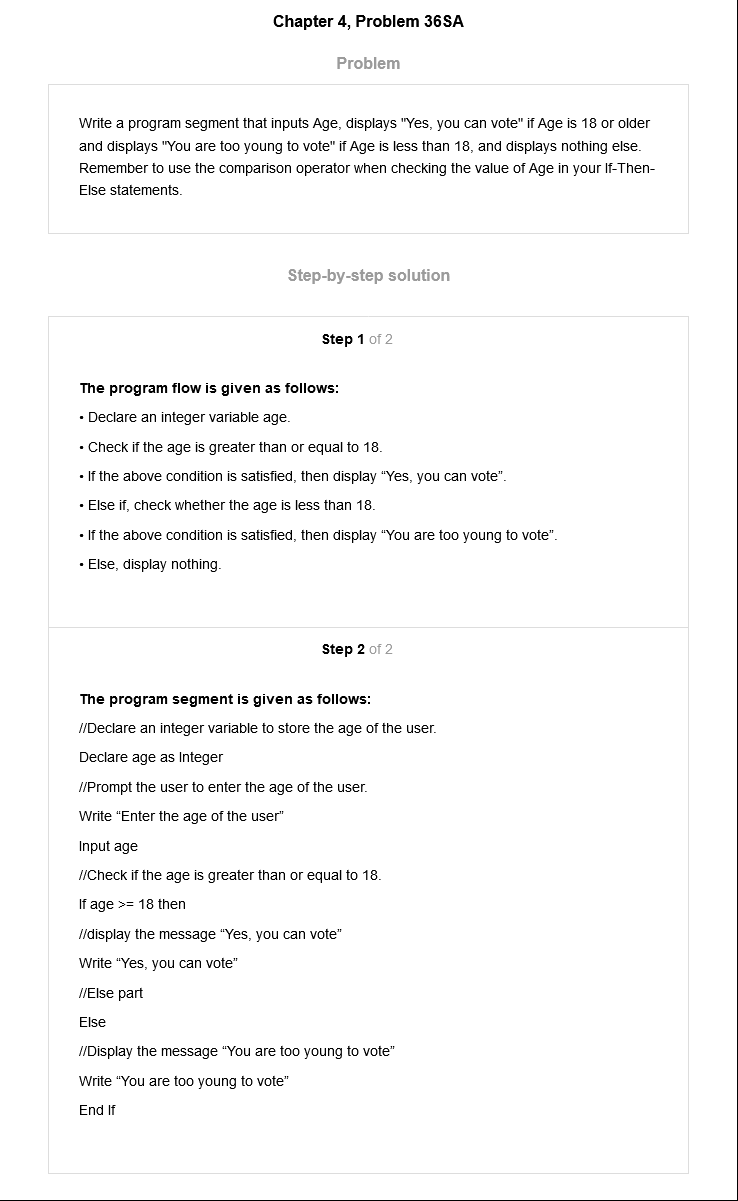 Chapter 4, Problem 36SA
Problem
Write a program segment that inputs Age, displays "Yes, you can vote" if Age is 18 or older
and displays "You are too young to vote" if Age is less than 18, and displays nothing else.
Remember to use the comparison operator when checking the value of Age in your If-Then-
Else statements.
Step-by-step solution
Step 1 of 2
The program flow is given as follows:
• Declare an integer variable age.
• Check if the age is greater than or equal to 18.
• If the above condition is satisfied, then display “Yes, you can vote”.
• Else if, check whether the age is less than 18.
• If the above condition is satisfied, then display “You are too young to vote”.
• Else, display nothing.
Step 2 of 2
The program segment is given as follows:
//Declare an integer variable to store the age of the user.
Declare age as Integer
//Prompt the user to enter the age of the user.
Write “Enter the age of the user”
Input age
//Check if the age is greater than or equal to 18.
If age >= 18 then
//display the message “Yes, you can vote”
Write “Yes, you can vote”
//Else part
Else
//Display the message “You are too young to vote”
Write “You are too young to vote”
End If